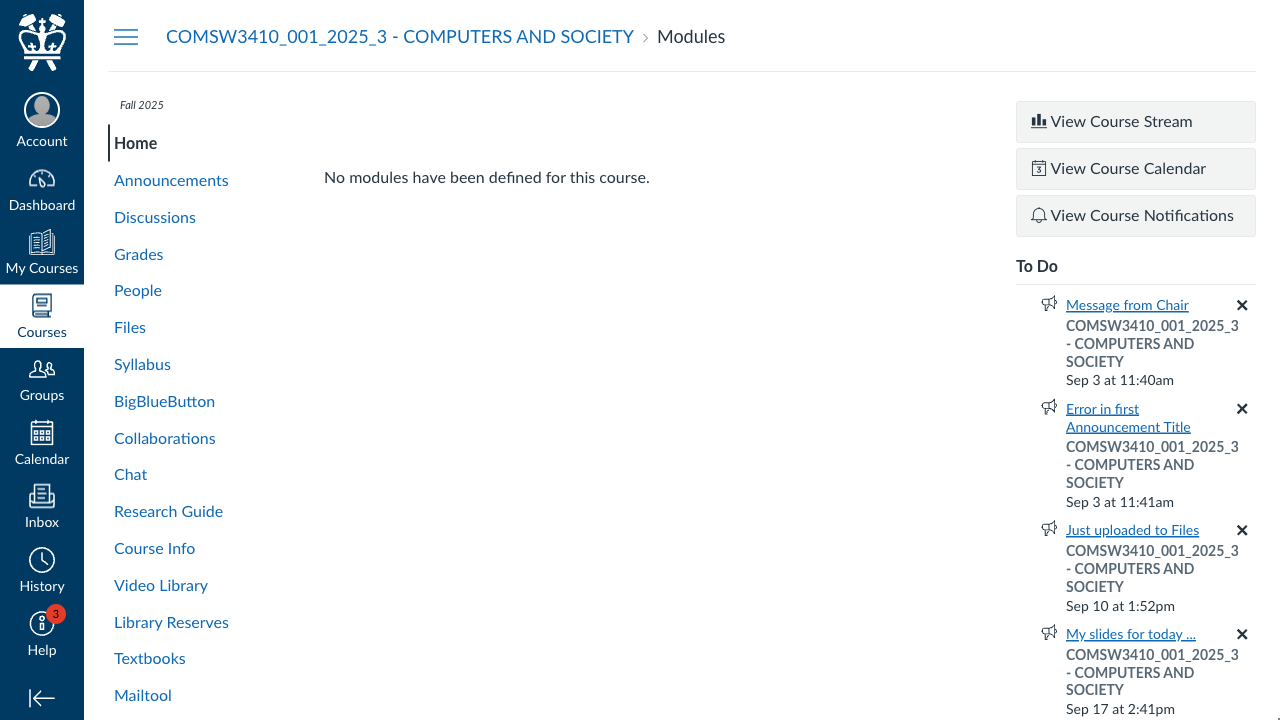 COMSW3410_001_2025_3 - COMPUTERS AND SOCIETY › Modules
Account
Dashboard
My Courses
Courses
Groups
Calendar
Inbox
History
3
Help
Fall 2025
Home
Announcements
Discussions
Grades
People
Files
Syllabus
BigBlueButton
Collaborations
Chat
Research Guide
Course Info
Video Library
Library Reserves
Textbooks
Mailtool
No modules have been defined for this course.
View Course Stream
3
View Course Calendar
View Course Notifications
To Do
Message from Chair
COMSW3410_001_2025_3
- COMPUTERS AND
SOCIETY
Sep 3 at 11:40am
Error in first
Announcement Title
COMSW3410_001_2025_3
- COMPUTERS AND
SOCIETY
Sep 3 at 11:41am
Just uploaded to Files
COMSW3410_001_2025_3
- COMPUTERS AND
SOCIETY
Sep 10 at 1:52pm
My slides for today ...
COMSW3410_001_2025_3
- COMPUTERS AND
SOCIETY
Sep 17 at 2:41pm